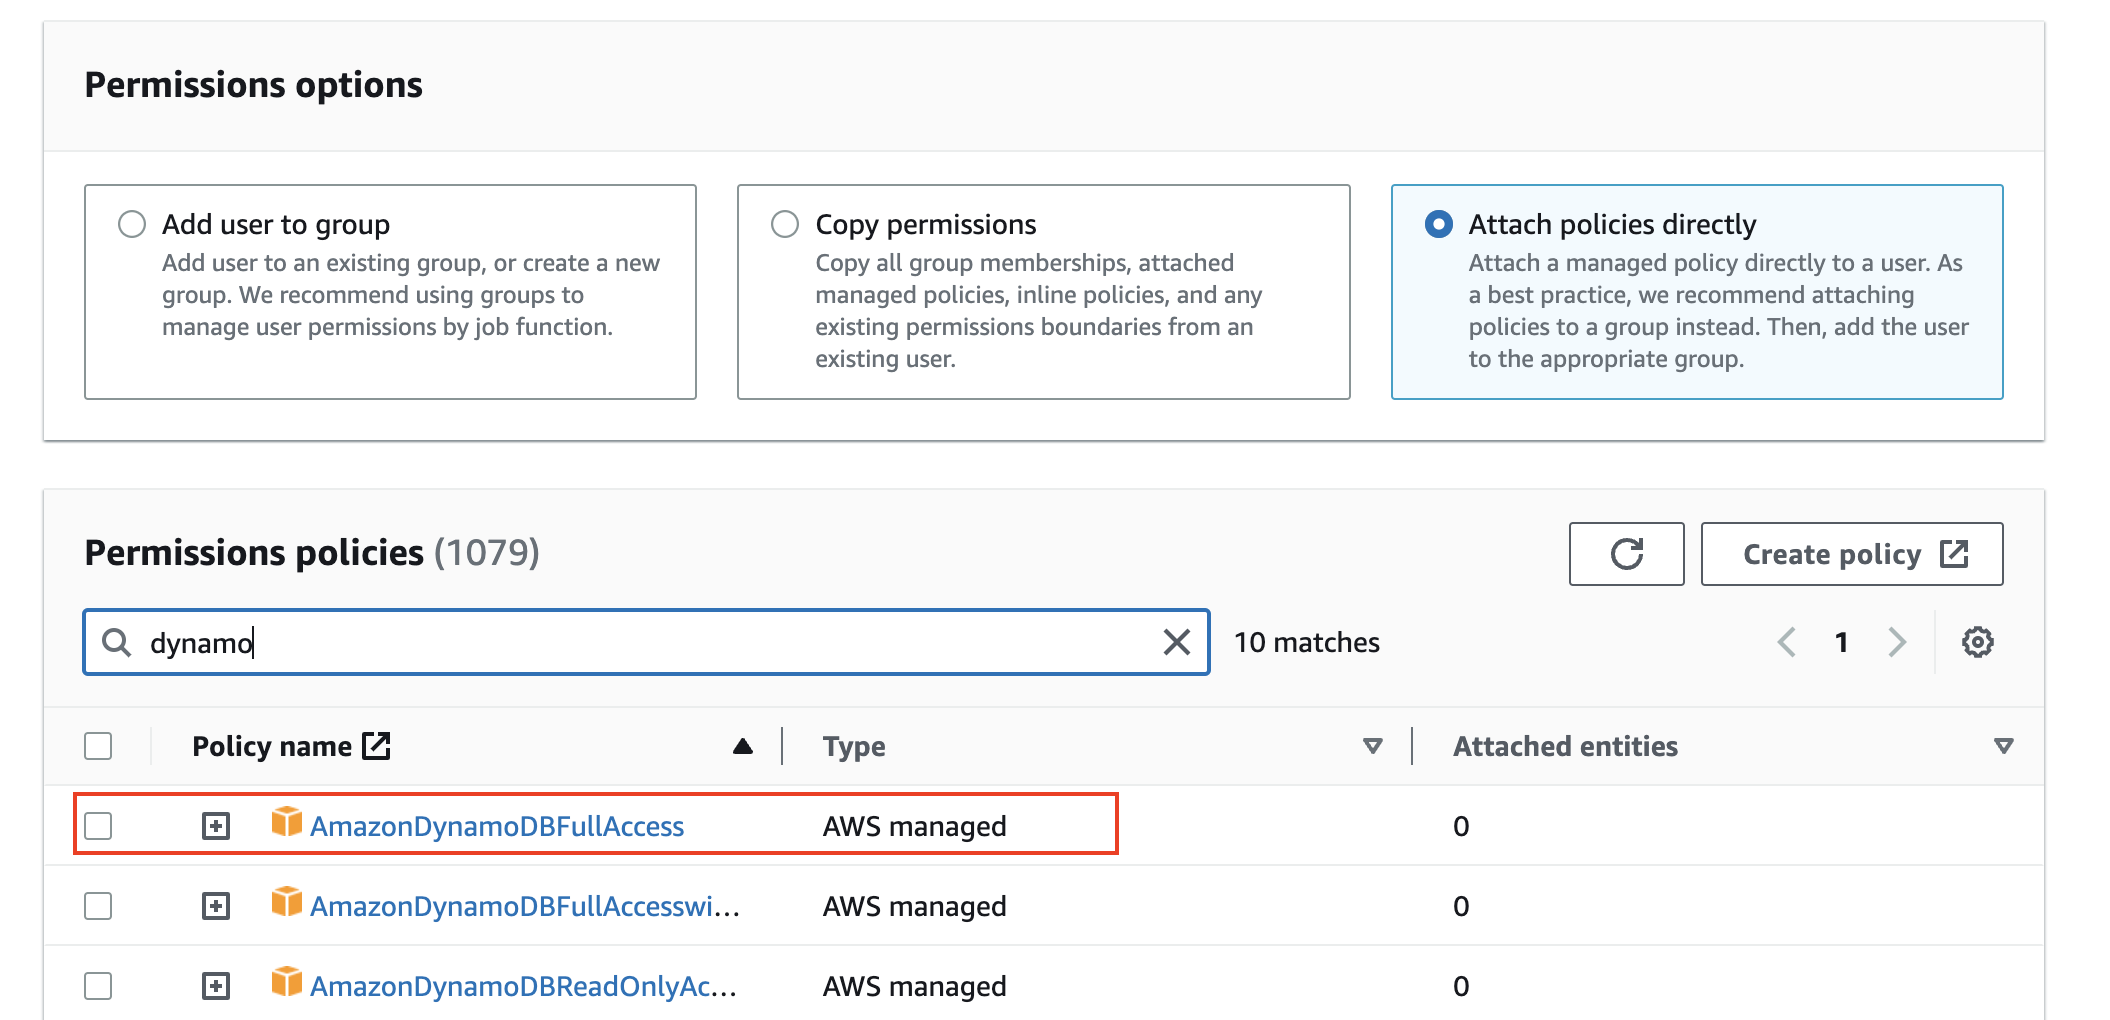 Permissions options
Add user to group
Add user to an existing group, or create a new
group. We recommend using groups to
manage user permissions by job function.
Copy permissions
Copy all group memberships, attached
managed policies, inline policies, and any
existing permissions boundaries from an
existing user.
Attach policies directly
Attach a managed policy directly to a user. As
a best practice, we recommend attaching
policies to a group instead. Then, add the user
to the appropriate group.
Permissions policies (1079)
Create policy
dynamo
10 matches
1
Policy name
Type
Attached entities
AmazonDynamoDBFullAccess
AWS managed
0
AmazonDynamoDBFullAccesswi...
AWS managed
0
AmazonDynamoDBReadOnlyAc...
AWS managed
0